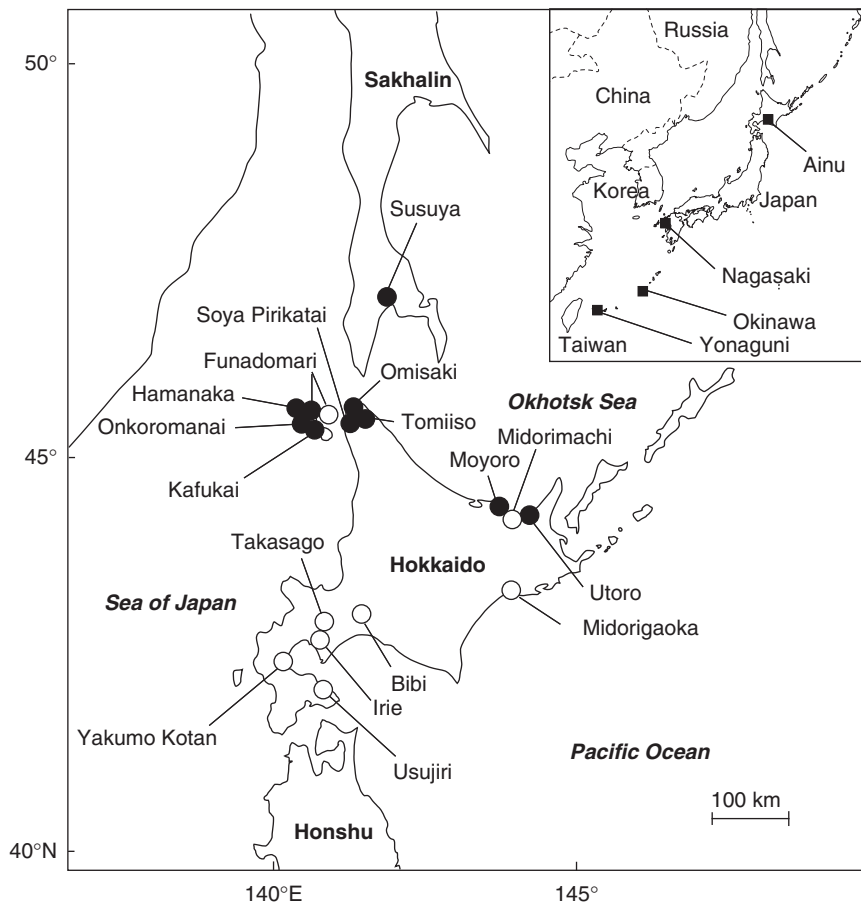 50°
Sakhalin
Russia
China
Ainu
Korea
Japan
Susuya
Nagasaki
Soya Pirikatai
Okinawa
Funadomari
Taiwan
Yonaguni
Omisaki
Hamanaka
Okhotsk Sea
Onkoromanai
Tomiiso
Midorimachi
45°
Moyoro
Kafukai
Takasago
Hokkaido
Utoro
Sea of Japan
Midorigaoka
Bibi
Irie
Yakumo Kotan
Usujiri
Pacific Ocean
100 km
Honshu
40°N
140°E
145°